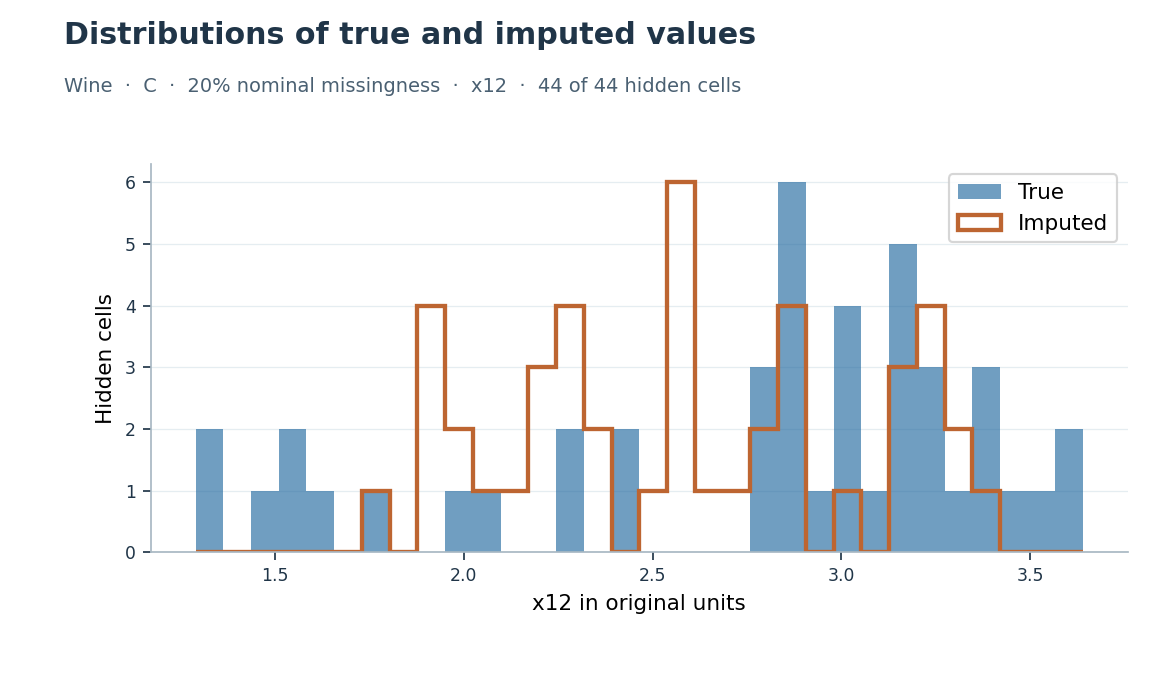 Distributions of true and imputed values
Wine · C · 20% nominal missingness · x12 · 44 of 44 hidden cells
True
Imputed
Hidden cells
6
5
4
3
2
1
0
1.5 2.0 2.5 3.0 3.5
x12 in original units